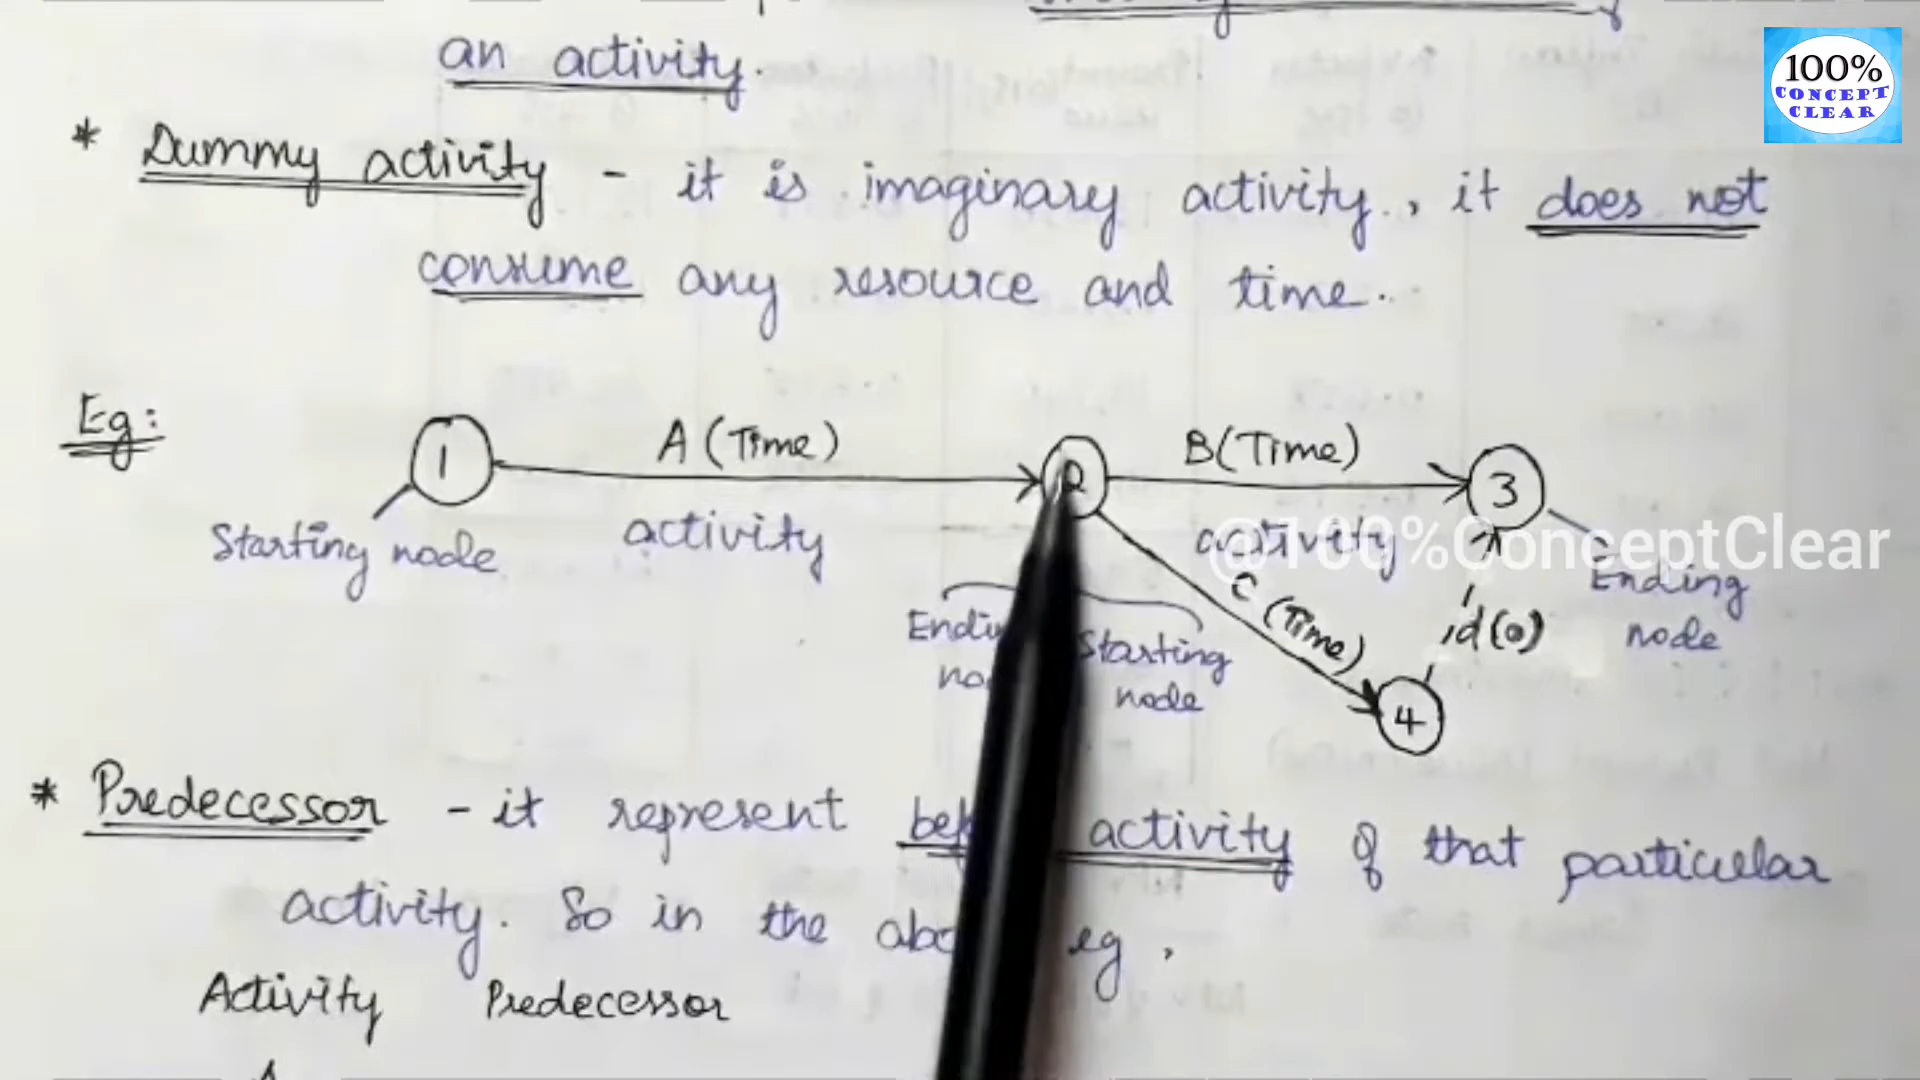 an activity.
100%
CONCEPT
CLEAR
* Dummy activity - it is imaginary activity, it does not
consume any resource and time.
Eg:
1 A (Time) 2 B (Time) 3
Starting node activity activity Ending node
@100%ConceptClear
C (Time)
d(0)
Starting node
4
* Predecessor - it represent activity of that particular
activity. So in the eg,
Activity Predecessor